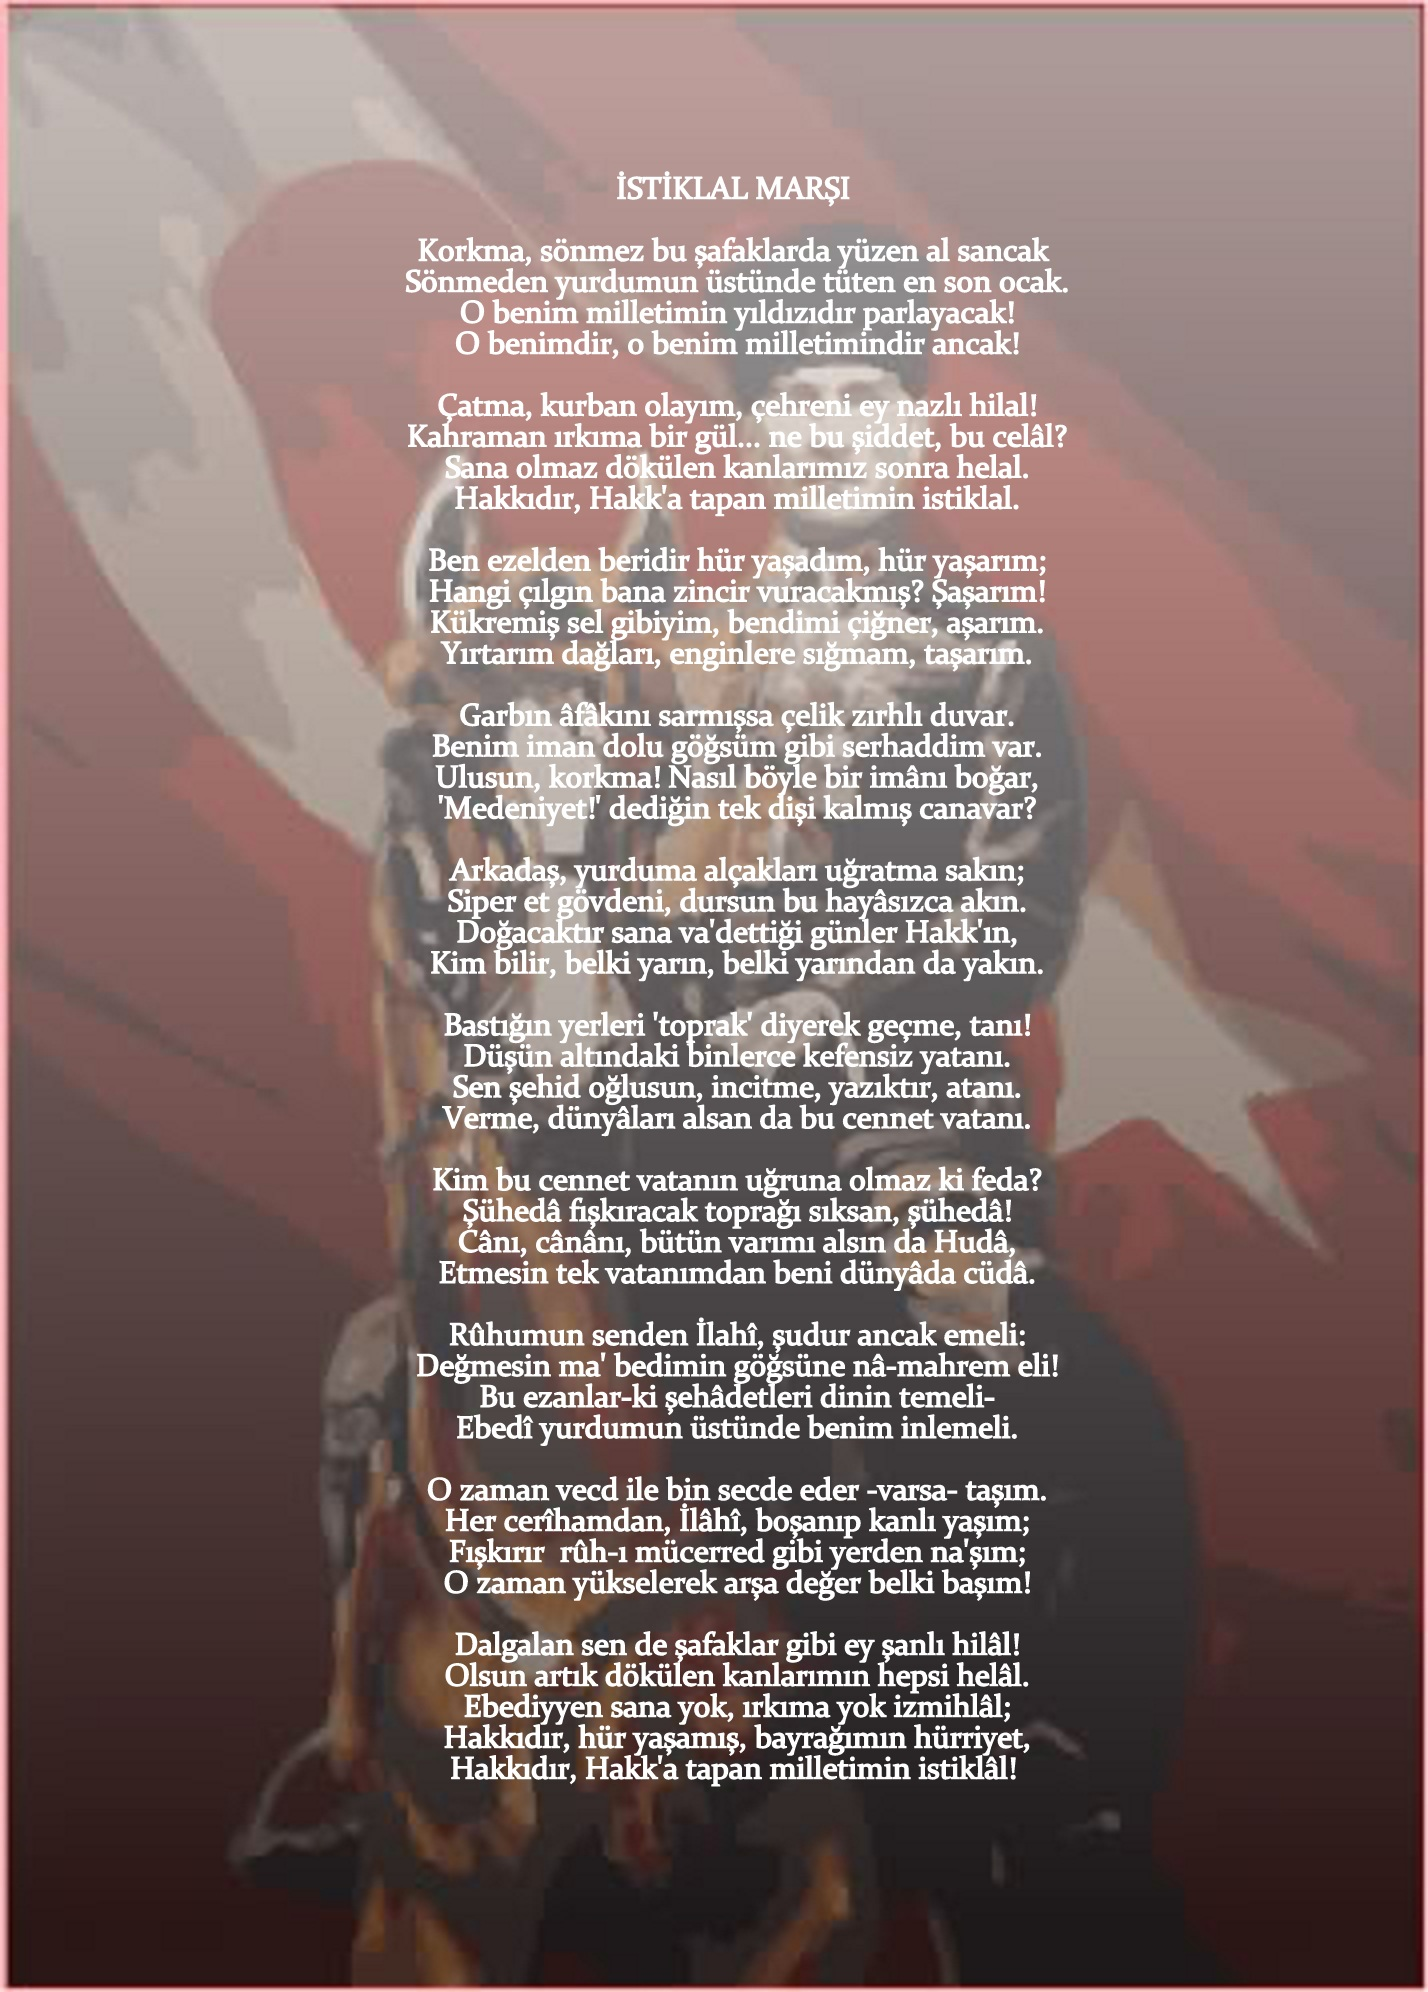 İSTİKLAL MARŞI
Korkma, sönmez bu şafaklarda yüzen al sancak
Sönmeden yurdumun üstünde tüten en son ocak.
O benim milletimin yıldızıdır parlayacak!
O benimdir, o benim milletimindir ancak!
Çatma, kurban olayım, çehreni ey nazlı hilal!
Kahraman ırkıma bir gül... ne bu şiddet, bu celâl?
Sana olmaz dökülen kanlarımız sonra helal.
Hakkıdır, Hakk'a tapan milletimin istiklal.
Ben ezelden beridir hür yaşadım, hür yaşarım;
Hangi çılgın bana zincir vuracakmış? Şaşarım!
Kükremiş sel gibiyim, bendimi çiğner, aşarım.
Yırtarım dağları, enginlere sığmam, taşarım.
Garbın âfâkını sarmışsa çelik zırhlı duvar.
Benim iman dolu göğsüm gibi serhaddim var.
Ulusun, korkma! Nasıl böyle bir imânı boğar,
'Medeniyet!' dediğin tek dişi kalmış canavar?
Arkadaş, yurduma alçakları uğratma sakın;
Siper et gövdeni, dursun bu hayâsızca akın.
Doğacaktır sana va'dettiği günler Hakk'ın,
Kim bilir, belki yarın, belki yarından da yakın.
Bastığın yerleri 'toprak' diyerek geçme, tanı!
Düşün altındaki binlerce kefensiz yatanı.
Sen şehid oğlusun, incitme, yazıktır, atanı.
Verme, dünyâları alsan da bu cennet vatanı.
Kim bu cennet vatanın uğruna olmaz ki feda?
Şühedâ fışkıracak toprağı sıksan, şühedâ!
Cânı, cânânı, bütün varımı alsın da Hudâ,
Etmesin tek vatanımdan beni dünyâda cüdâ.
Rûhumun senden İlahî, şudur ancak emeli:
Değmesin ma' bedimin göğsüne nâ-mahrem eli!
Bu ezanlar-ki şehâdetleri dinin temeli-
Ebedî yurdumun üstünde benim inlemeli.
O zaman vecd ile bin secde eder -varsa- taşım.
Her cerîhamdan, İlâhî, boşanıp kanlı yaşım;
Fışkırır  rûh-ı mücerred gibi yerden na'şım;
O zaman yükselerek arşa değer belki başım!
Dalgalan sen de şafaklar gibi ey şanlı hilâl!
Olsun artık dökülen kanlarımın hepsi helâl.
Ebediyyen sana yok, ırkıma yok izmihlâl;
Hakkıdır, hür yaşamış, bayrağımın hürriyet,
Hakkıdır, Hakk'a tapan milletimin istiklâl!